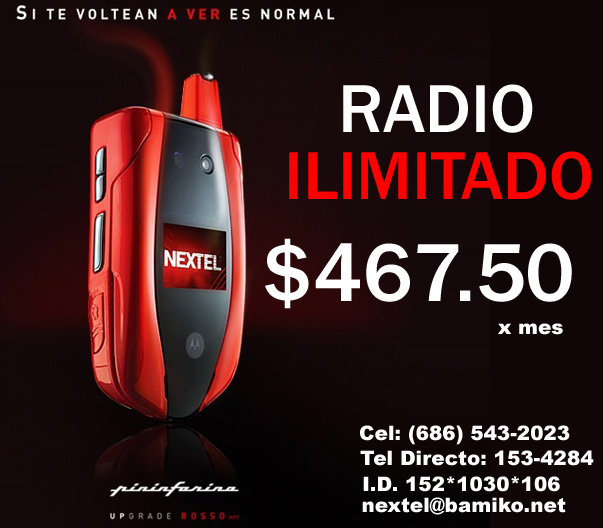 SI TE VOLTEAN A VER ES NORMAL
RADIO
ILIMITADO
$467.50
x mes
NEXTEL
Cel: (686) 543-2023
Tel Directo: 153-4284
I.D. 152*1030*106
nextel@bamiko.net
pininfarina
UPGRADE ROSSO